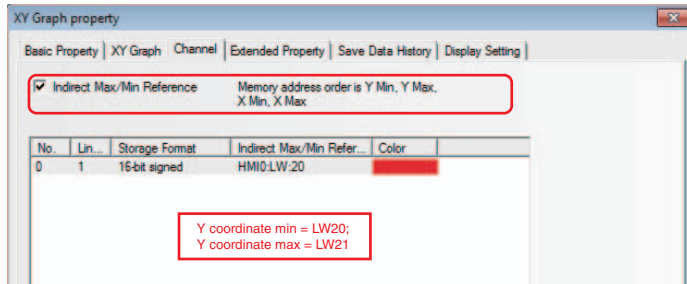 XY Graph property
Basic Property XY Graph Channel Extended Property Save Data History Display Setting
Indirect Max/Min Reference Memory address order is Y Min, Y Max,
X Min, X Max
No. Lin... Storage Format Indirect Max/Min Refer... Color
0 1 16-bit signed HMI0:LW:20
Y coordinate min = LW20;
Y coordinate max = LW21